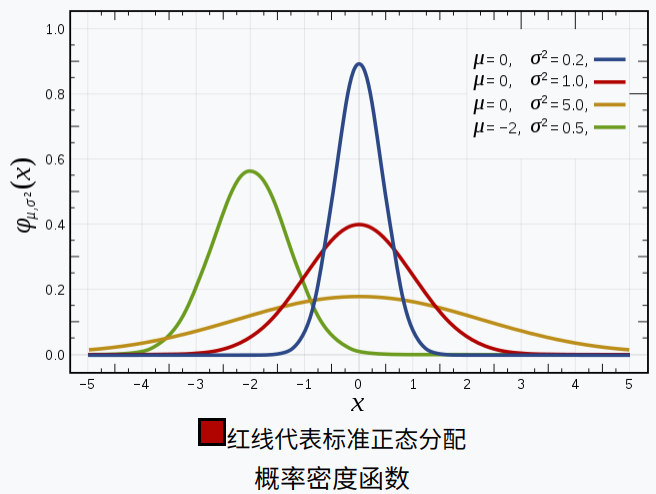 μ = 0, σ² = 0.2,
μ = 0, σ² = 1.0,
μ = 0, σ² = 5.0,
μ = −2, σ² = 0.5,
φμ,σ²(x)
1.0
0.8
0.6
0.4
0.2
0.0
−5 −4 −3 −2 −1 0 1 2 3 4 5
x
红线代表标准正态分配
概率密度函数